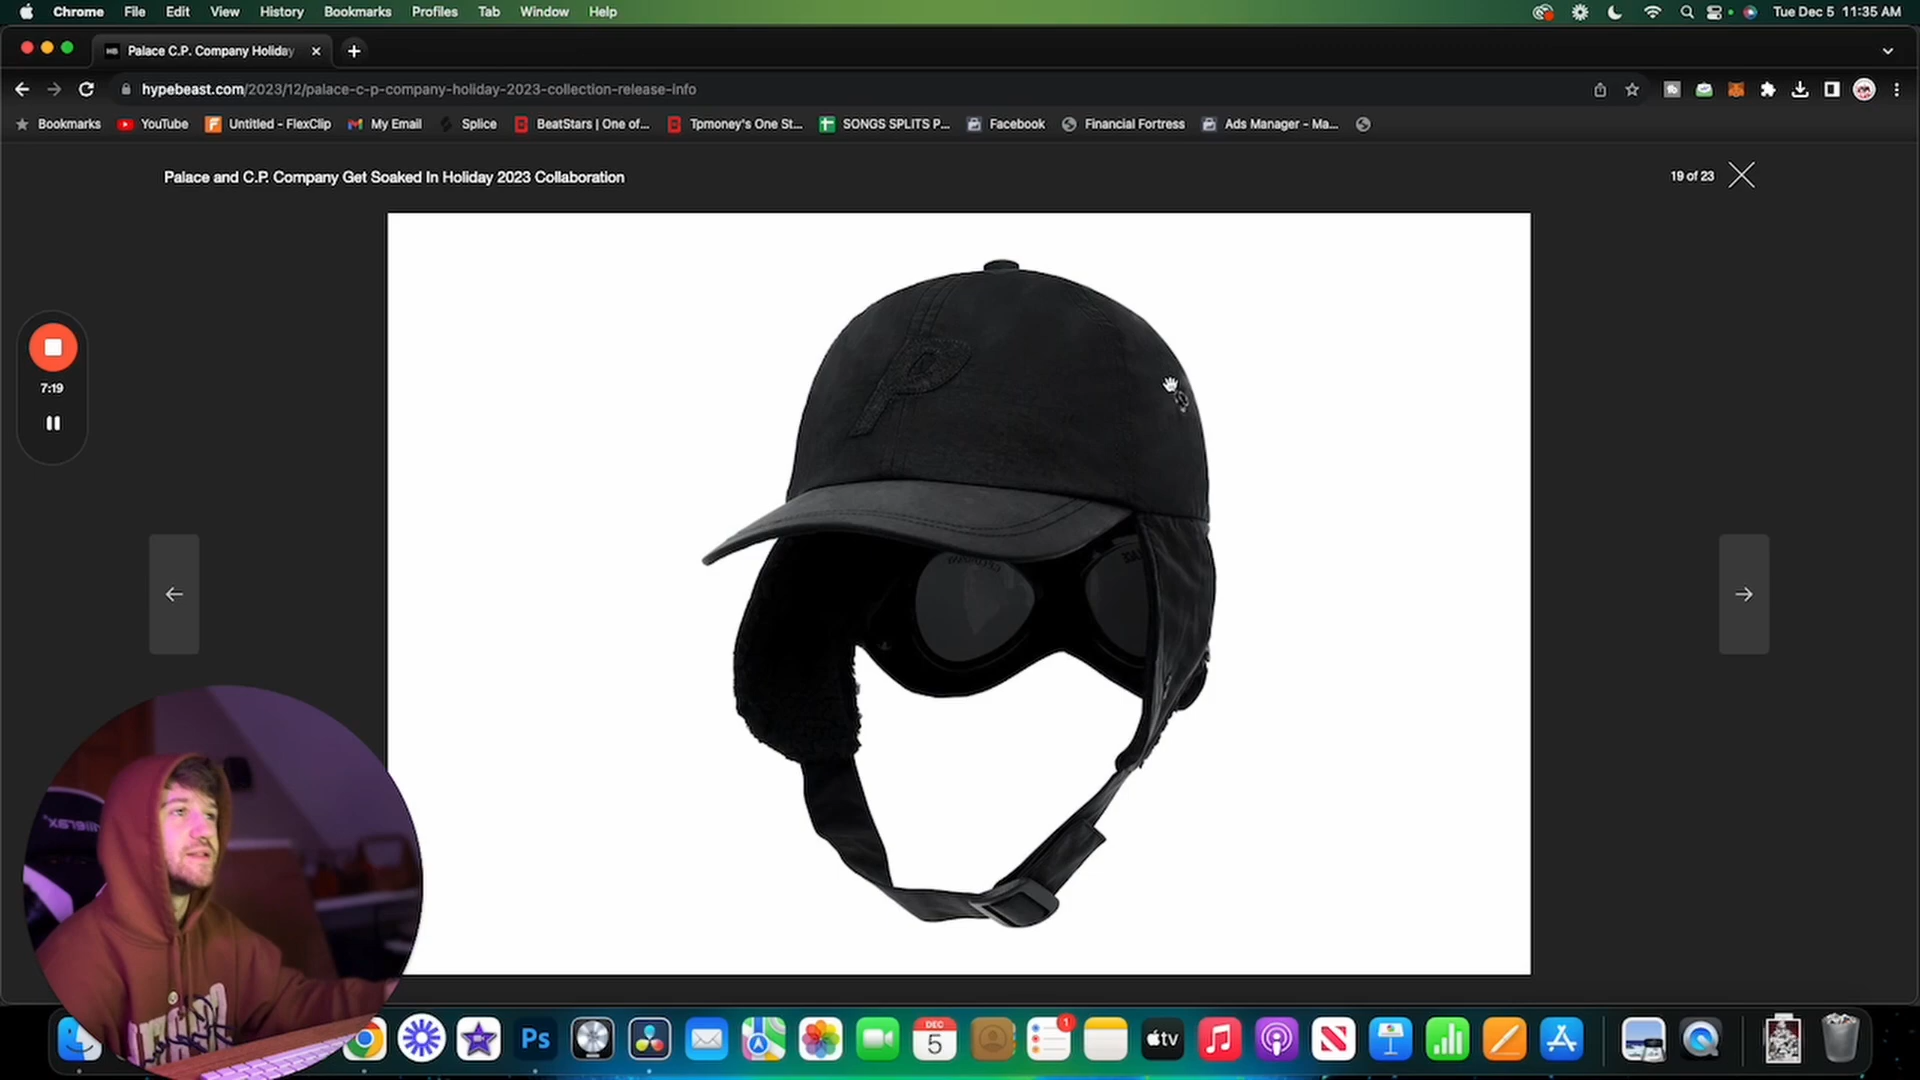 Chrome File Edit View History Bookmarks Profiles Tab Window Help Tue Dec 5 11:35 AM
Palace C.P. Company Holiday
hypebeast.com/2023/12/palace-c-p-company-holiday-2023-collection-release-info
Bookmarks YouTube Untitled - FlexClip My Email Splice BeatStars | One of... Tpmoney's One St... SONGS SPLITS P... Facebook Financial Fortress Ads Manager - Ma...
Palace and C.P. Company Get Soaked In Holiday 2023 Collaboration 19 of 23
P
7:19
DEC
5
1
Ps
tv